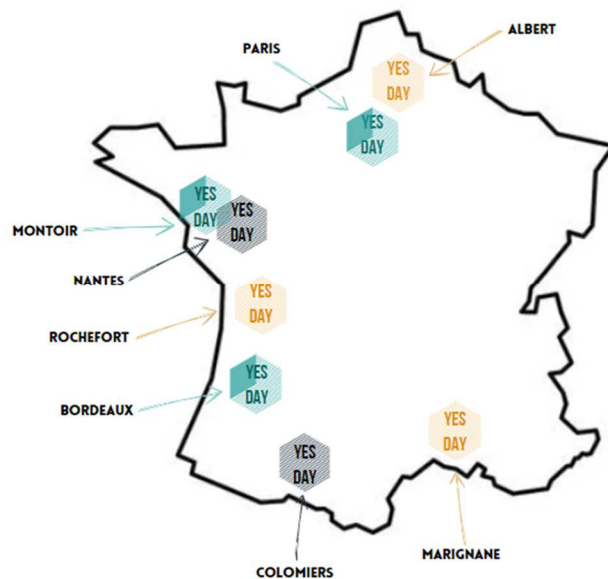 ALBERT
PARIS
YES
DAY
YES
DAY
YES
DAY
YES
DAY
MONTOIR
NANTES
YES
DAY
ROCHEFORT
YES
DAY
BORDEAUX
YES
DAY
YES
DAY
MARIGNANE
COLOMIERS